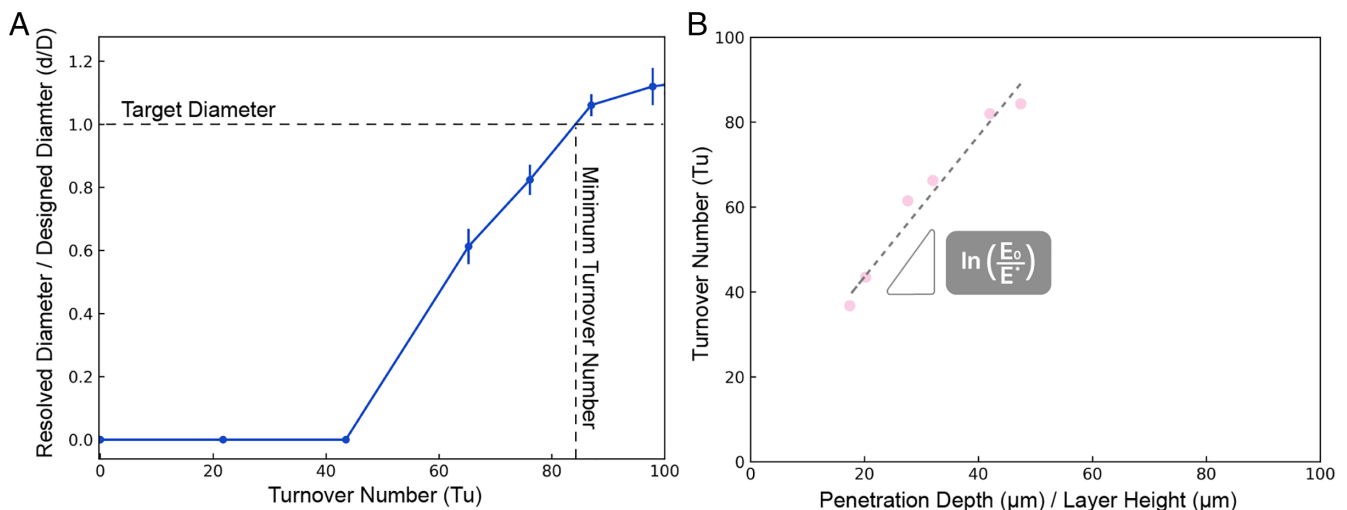 A
Resolved Diameter / Designed Diamter (d/D)
1.2
1.0
0.8
0.6
0.4
0.2
0.0
Target Diameter
Minimum Turnover Number
0 20 40 60 80 100
Turnover Number (Tu)
B
Turnover Number (Tu)
100
80
60
40
20
0
ln (E₀/E*)
0 20 40 60 80 100
Penetration Depth (μm) / Layer Height (μm)